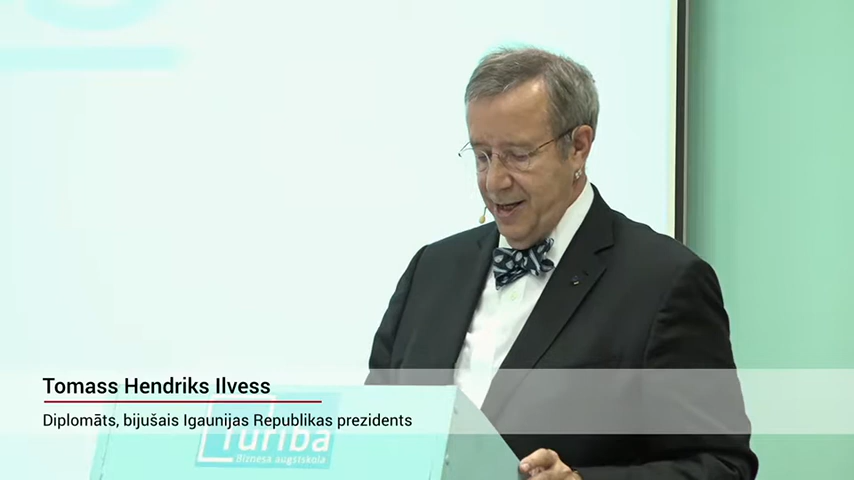 Tomass Hendriks Ilvess
Diplomāts, bijušais Igaunijas Republikas prezidents
Turība
Biznesa augstskola